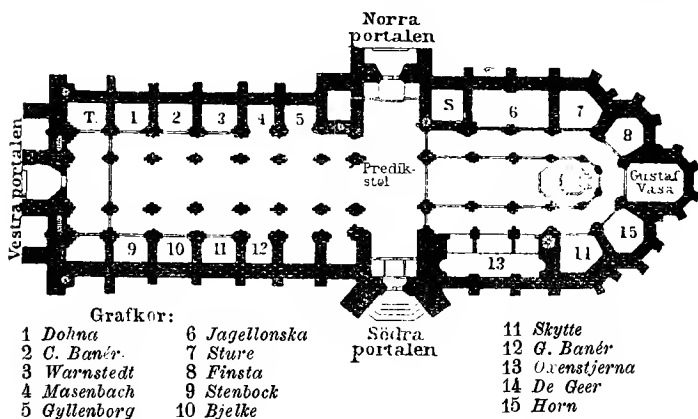 Norra
portalen
T.
1
2
3
4
5
S
6
7
8
Predik-
stol
Gustaf
Vasa
Vestra portalen
9
10
11
12
13
11
15
Södra
portalen
Grafkor:
1 Dohna
2 C. Banér
3 Warnstedt
4 Masenbach
5 Gyllenborg
6 Jagellonska
7 Sture
8 Finsta
9 Stenbock
10 Bjelke
11 Skytte
12 G. Banér
13 Oxenstjerna
14 De Geer
15 Horn